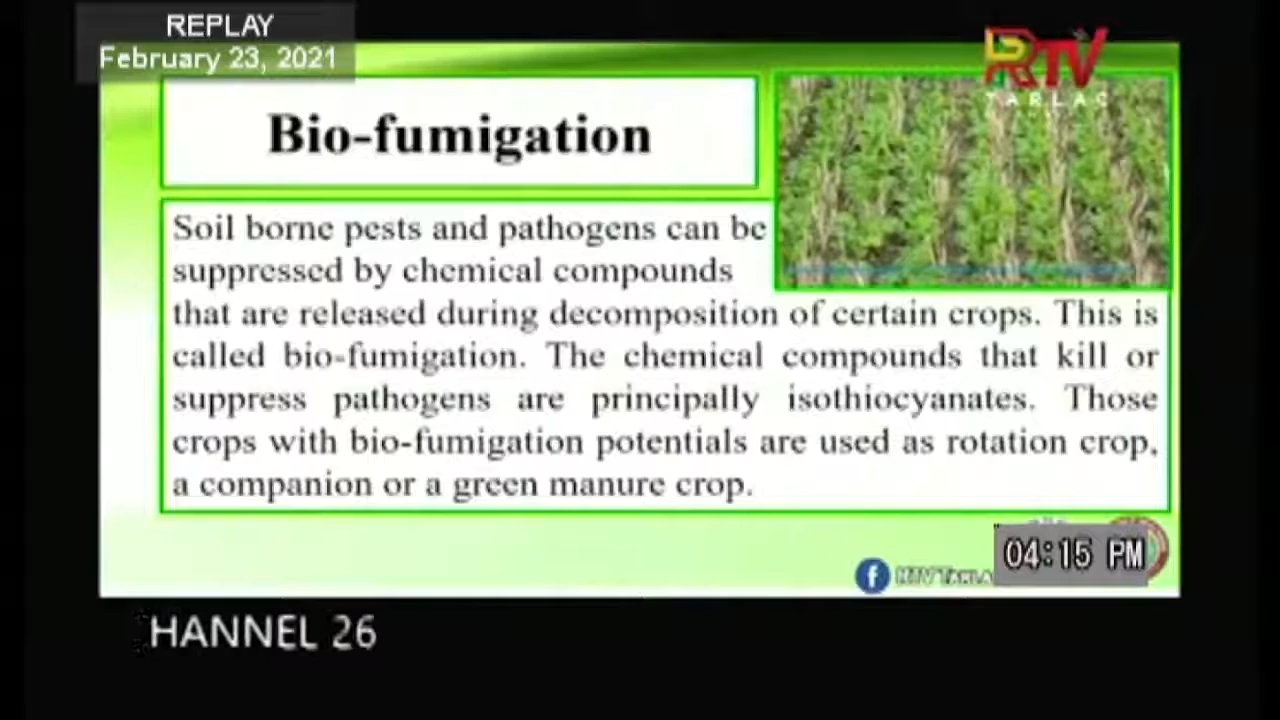 REPLAY
February 23, 2021
RTV
TARLAC
Bio-fumigation
Soil borne pests and pathogens can be
suppressed by chemical compounds
that are released during decomposition of certain crops. This is
called bio-fumigation. The chemical compounds that kill or
suppress pathogens are principally isothiocyanates. Those
crops with bio-fumigation potentials are used as rotation crop,
a companion or a green manure crop.
04:15 PM
HANNEL 26